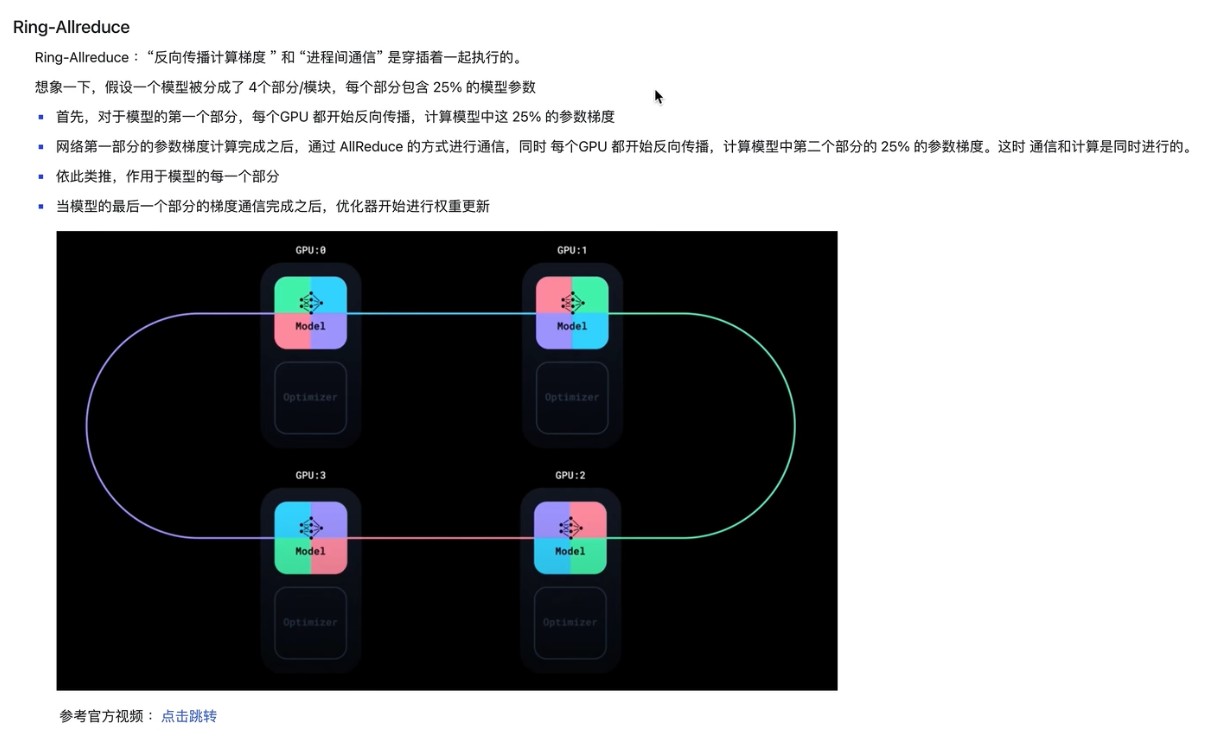 Ring-Allreduce
Ring-Allreduce： “反向传播计算梯度 ” 和 “进程间通信” 是穿插着一起执行的。
想象一下，假设一个模型被分成了 4个部分/模块，每个部分包含 25% 的模型参数
首先，对于模型的第一个部分，每个GPU 都开始反向传播，计算模型中这 25% 的参数梯度
网络第一部分的参数梯度计算完成之后，通过 AllReduce 的方式进行通信，同时 每个GPU 都开始反向传播，计算模型中第二个部分的 25% 的参数梯度。这时 通信和计算是同时进行的。
依此类推，作用于模型的每一个部分
当模型的最后一个部分的梯度通信完成之后，优化器开始进行权重更新
GPU:0 GPU:1
Model Model
Optimizer Optimizer
GPU:3 GPU:2
Model Model
Optimizer Optimizer
参考官方视频： 点击跳转